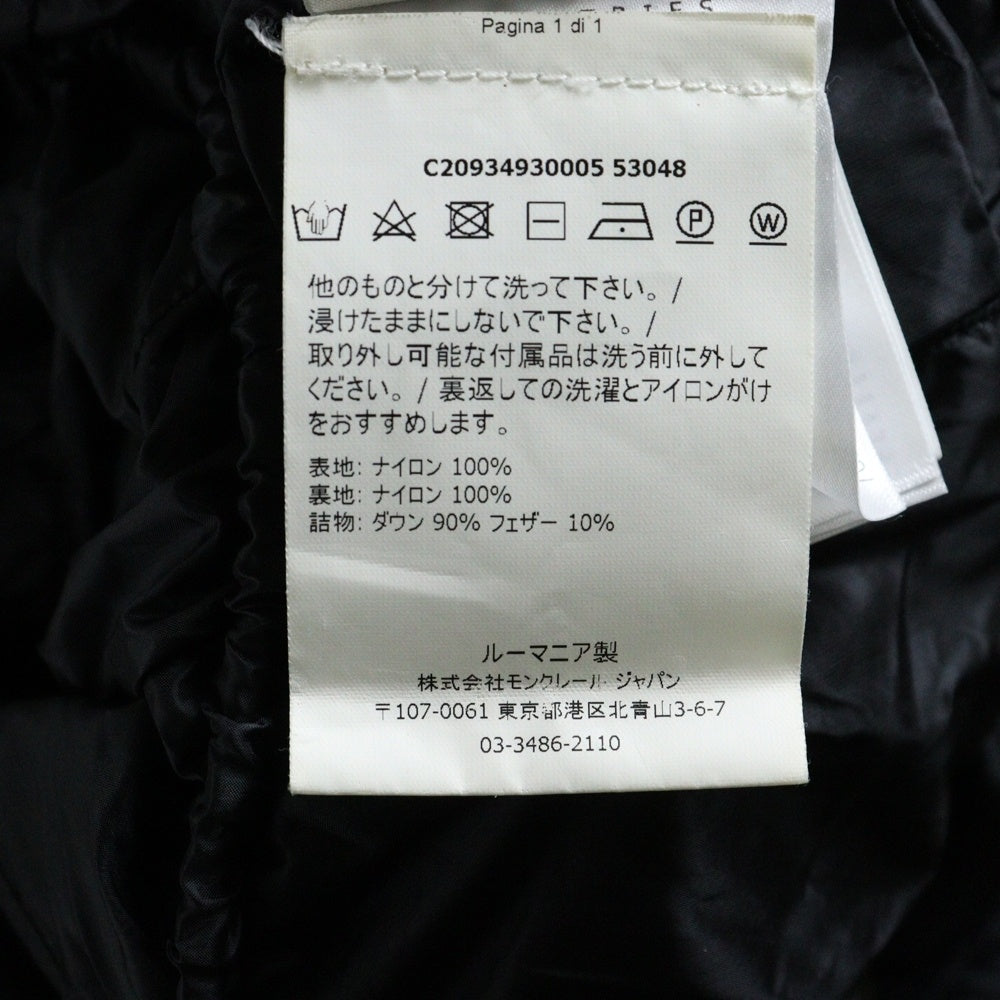 Pagina 1 di 1
C20934930005 53048
P
W
他のものと分けて洗って下さい。/
浸けたままにしないで下さい。/
取り外し可能な付属品は洗う前に外して
ください。/ 裏返しての洗濯とアイロンがけ
をおすすめします。
表地: ナイロン 100%
裏地: ナイロン 100%
詰物: ダウン 90% フェザー 10%
ルーマニア製
株式会社モンクレール ジャパン
〒107-0061 東京都港区北青山3-6-7
03-3486-2110